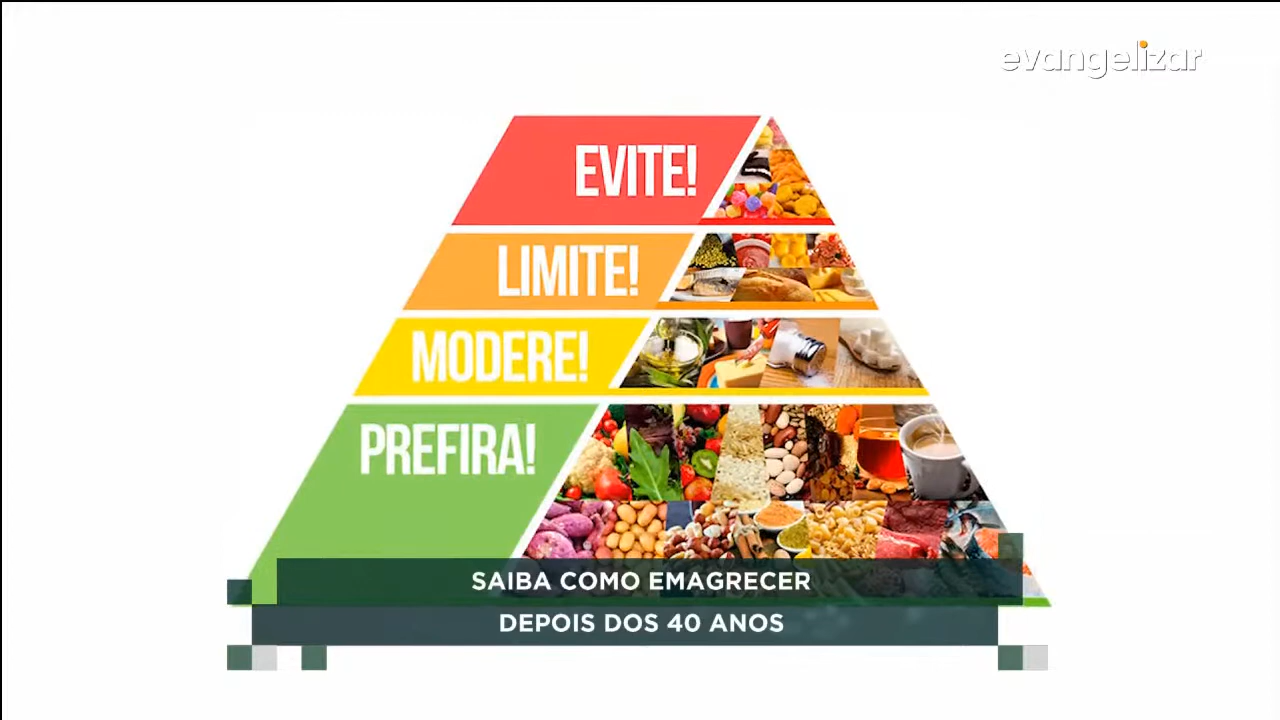 evangelizar
EVITE!
LIMITE!
MODERE!
PREFIRA!
SAIBA COMO EMAGRECER
DEPOIS DOS 40 ANOS